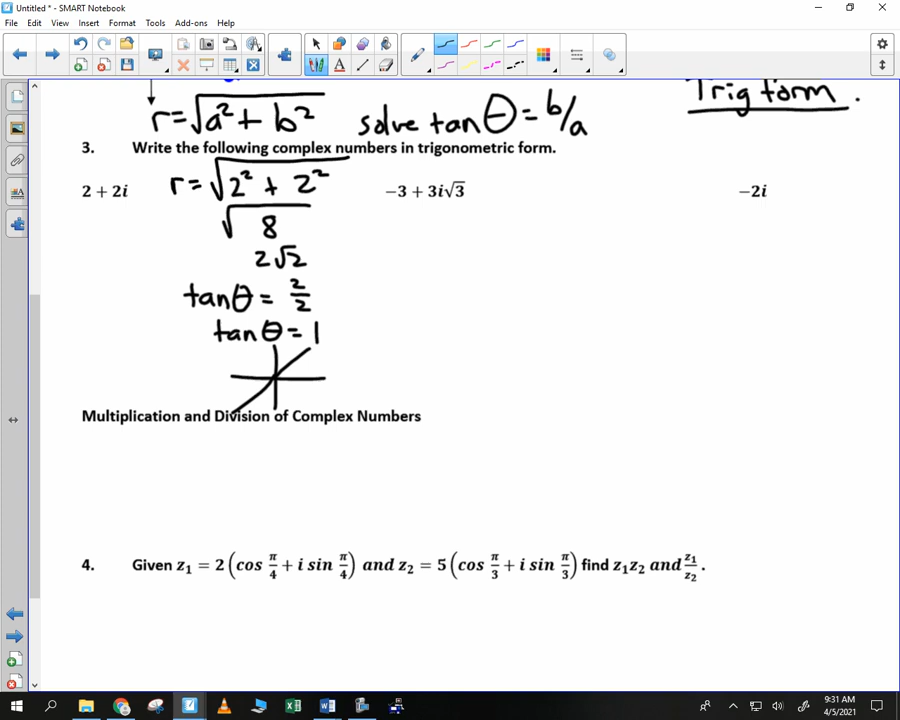 Untitled * - SMART Notebook
File Edit View Insert Format Tools Add-ons Help
r=√a²+b² solve tanθ=b/a Trig form.
3. Write the following complex numbers in trigonometric form.
2 + 2i r=√2²+2² −3 + 3i√3 −2i
√8
2√2
tanθ = 2/2
tanθ = 1
Multiplication and Division of Complex Numbers
4. Given z₁ = 2 (cos π/4 + i sin π/4) and z₂ = 5 (cos π/3 + i sin π/3) find z₁z₂ and z₁/z₂.
9:31 AM
4/5/2021